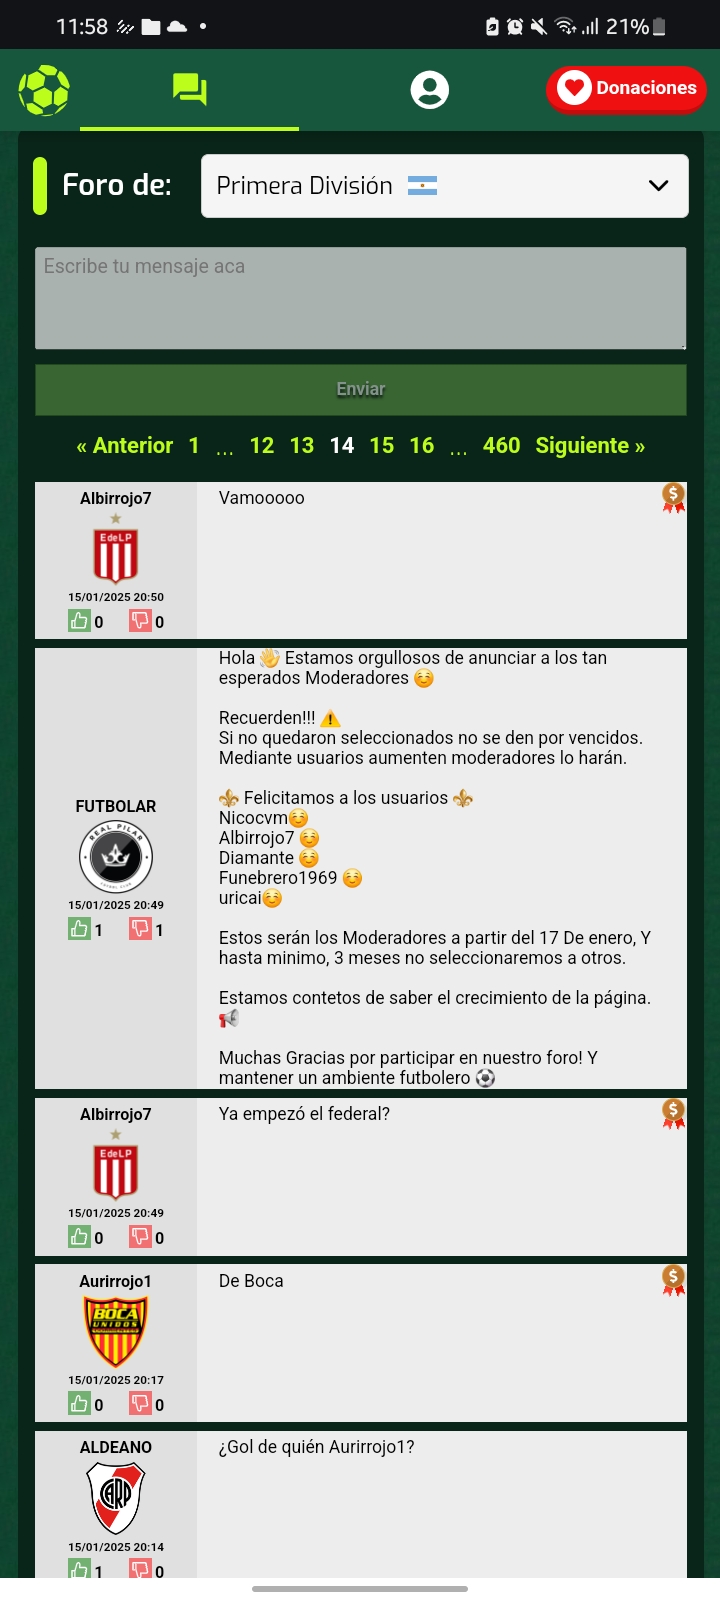 11:58
21%
Donaciones
Foro de:
Primera División
Escribe tu mensaje aca
Enviar
« Anterior 1 ... 12 13 14 15 16 ... 460 Siguiente »
Albirrojo7
Vamooooo
E de L P
15/01/2025 20:50
0 0
Hola 👋 Estamos orgullosos de anunciar a los tan
esperados Moderadores ☺️
Recuerden!!! ⚠️
Si no quedaron seleccionados no se den por vencidos.
Mediante usuarios aumenten moderadores lo harán.
⚜️ Felicitamos a los usuarios ⚜️
Nicocvm☺️
Albirrojo7 ☺️
Diamante ☺️
Funebrero1969 ☺️
uricai☺️
Estos serán los Moderadores a partir del 17 De enero, Y
hasta minimo, 3 meses no seleccionaremos a otros.
Estamos contetos de saber el crecimiento de la página.
📢
Muchas Gracias por participar en nuestro foro! Y
mantener un ambiente futbolero ⚽
FUTBOLAR
REAL PILAR
15/01/2025 20:49
1 1
Albirrojo7
Ya empezó el federal?
E de L P
15/01/2025 20:49
0 0
Aurirrojo1
De Boca
BOCA
UNIDOS
15/01/2025 20:17
0 0
ALDEANO
¿Gol de quién Aurirrojo1?
CARP
15/01/2025 20:14
1 0